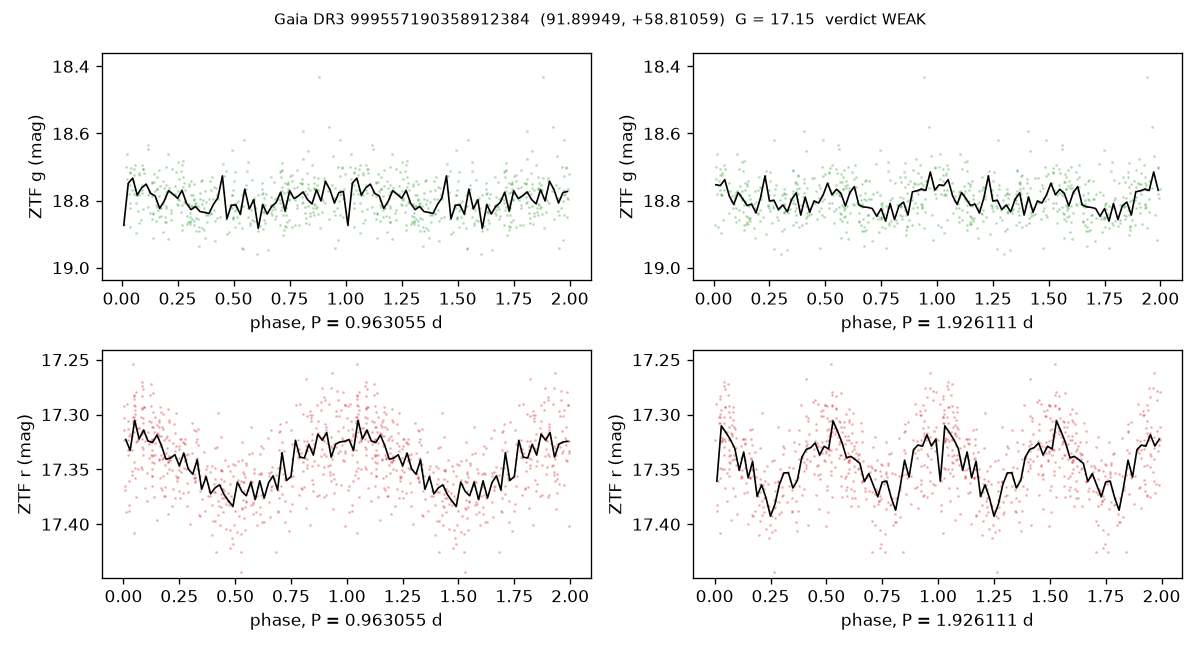 Gaia DR3 999557190358912384  (91.89949, +58.81059)  G = 17.15  verdict WEAK
ZTF g (mag)
18.4
18.6
18.8
19.0
0.00 0.25 0.50 0.75 1.00 1.25 1.50 1.75 2.00
phase, P = 0.963055 d
ZTF g (mag)
18.4
18.6
18.8
19.0
0.00 0.25 0.50 0.75 1.00 1.25 1.50 1.75 2.00
phase, P = 1.926111 d
ZTF r (mag)
17.25
17.30
17.35
17.40
0.00 0.25 0.50 0.75 1.00 1.25 1.50 1.75 2.00
phase, P = 0.963055 d
ZTF r (mag)
17.25
17.30
17.35
17.40
0.00 0.25 0.50 0.75 1.00 1.25 1.50 1.75 2.00
phase, P = 1.926111 d